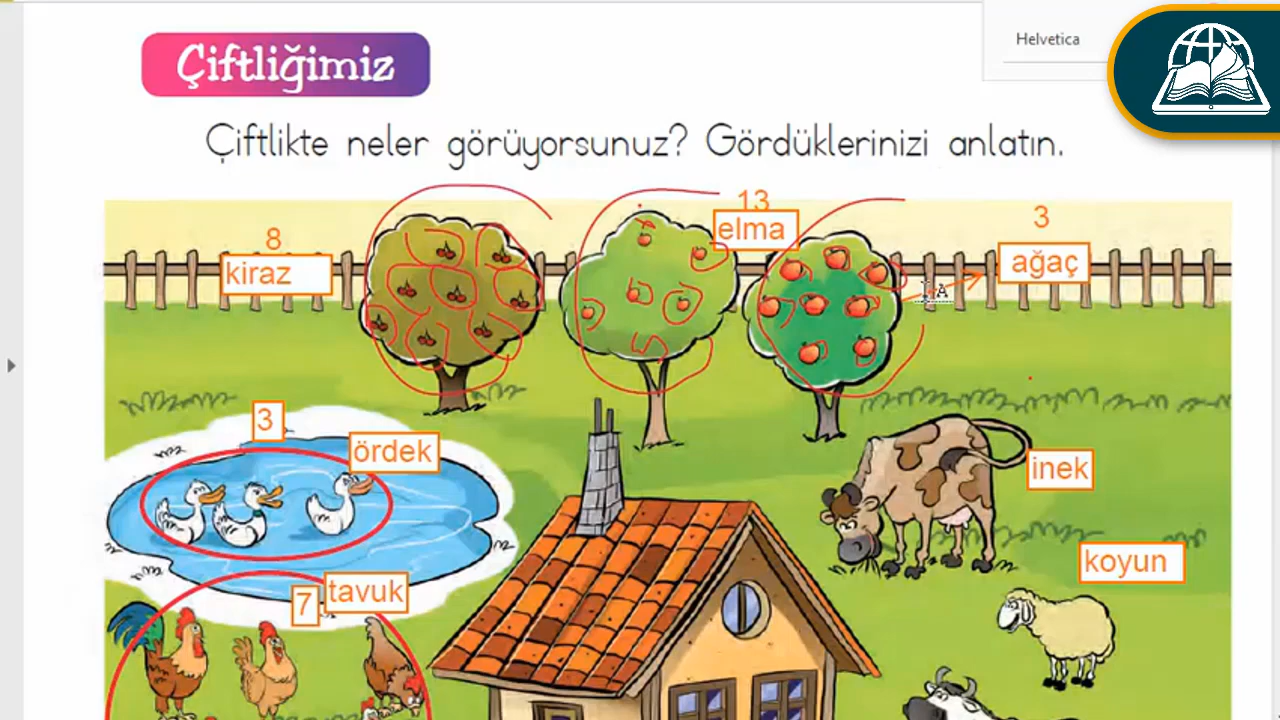 Helvetica
Çiftliğimiz
Çiftlikte neler görüyorsunuz? Gördüklerinizi anlatın.
13
elma
3
ağaç
8
kiraz
A
3
ördek
inek
koyun
7
tavuk